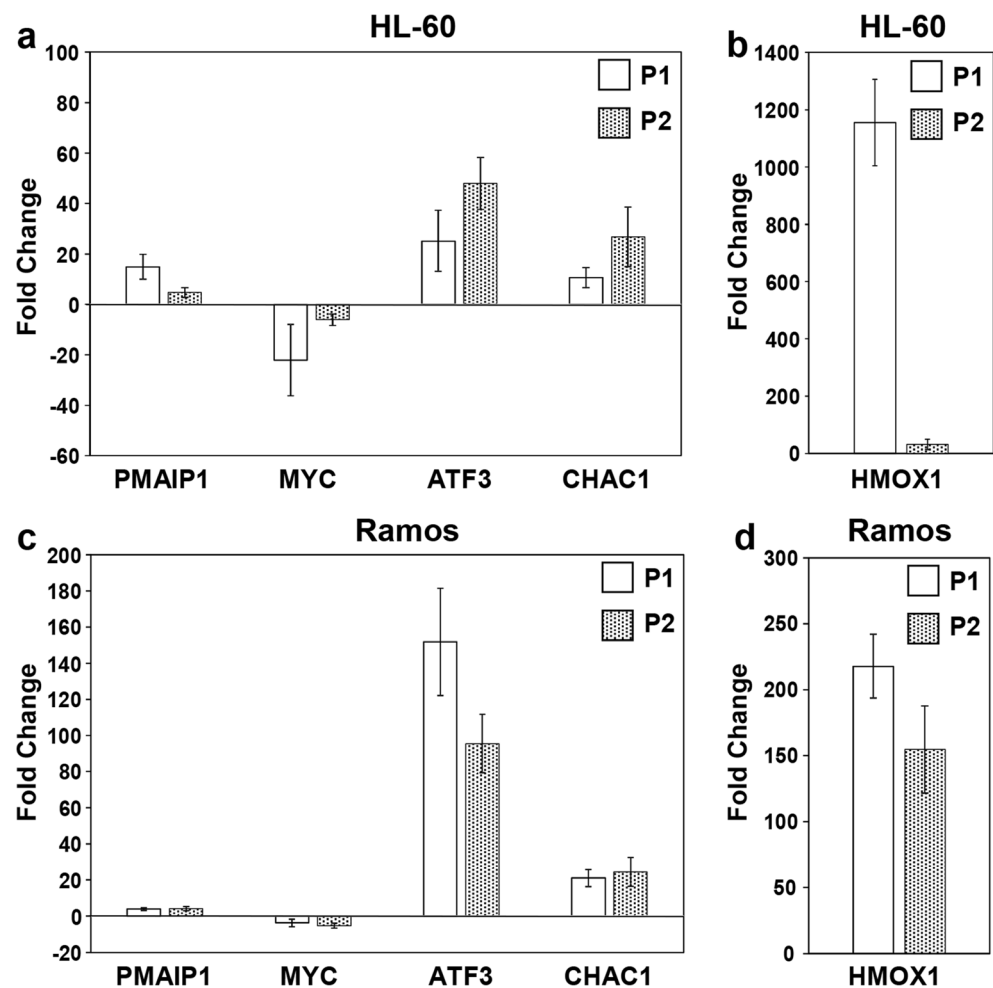 a
HL-60
100
80
60
40
20
0
-20
-40
-60
Fold Change
P1
P2
PMAIP1 MYC ATF3 CHAC1
b
HL-60
1400
1200
1000
800
600
400
200
0
Fold Change
P1
P2
HMOX1
c
Ramos
200
180
160
140
120
100
80
60
40
20
0
-20
Fold Change
P1
P2
PMAIP1 MYC ATF3 CHAC1
d
Ramos
300
250
200
150
100
50
0
Fold Change
P1
P2
HMOX1